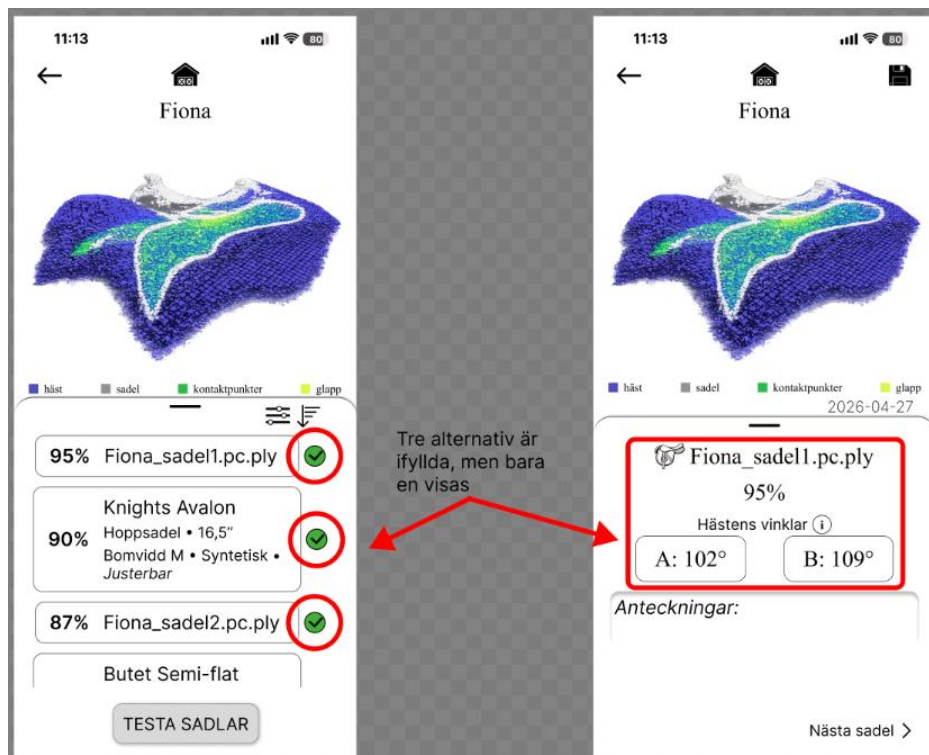 11:13
80
Fiona
häst
sadel
kontaktpunkter
glapp
95% Fiona_sadel1.pc.ply
Knights Avalon
90% Hoppsadel • 16,5”
Bomvidd M • Syntetisk •
Justerbar
87% Fiona_sadel2.pc.ply
Butet Semi-flat
TESTA SADLAR
Tre alternativ är
ifyllda, men bara
en visas
11:13
80
Fiona
häst
sadel
kontaktpunkter
glapp
2026-04-27
Fiona_sadel1.pc.ply
95%
Hästens vinklar i
A: 102°
B: 109°
Anteckningar:
Nästa sadel >